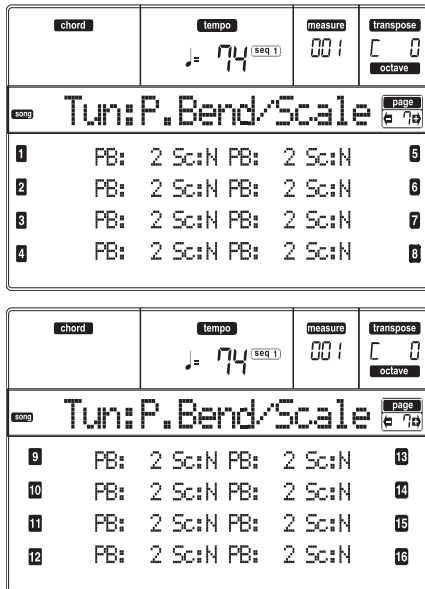 chord tempo measure transpose
♩= 74 seq 1 001 C 0
octave
song Tun:P.Bend/Scale page 7
1 PB: 2 Sc:N PB: 2 Sc:N 5
2 PB: 2 Sc:N PB: 2 Sc:N 6
3 PB: 2 Sc:N PB: 2 Sc:N 7
4 PB: 2 Sc:N PB: 2 Sc:N 8
chord tempo measure transpose
♩= 74 seq 1 001 C 0
octave
song Tun:P.Bend/Scale page 7
9 PB: 2 Sc:N PB: 2 Sc:N 13
10 PB: 2 Sc:N PB: 2 Sc:N 14
11 PB: 2 Sc:N PB: 2 Sc:N 15
12 PB: 2 Sc:N PB: 2 Sc:N 16